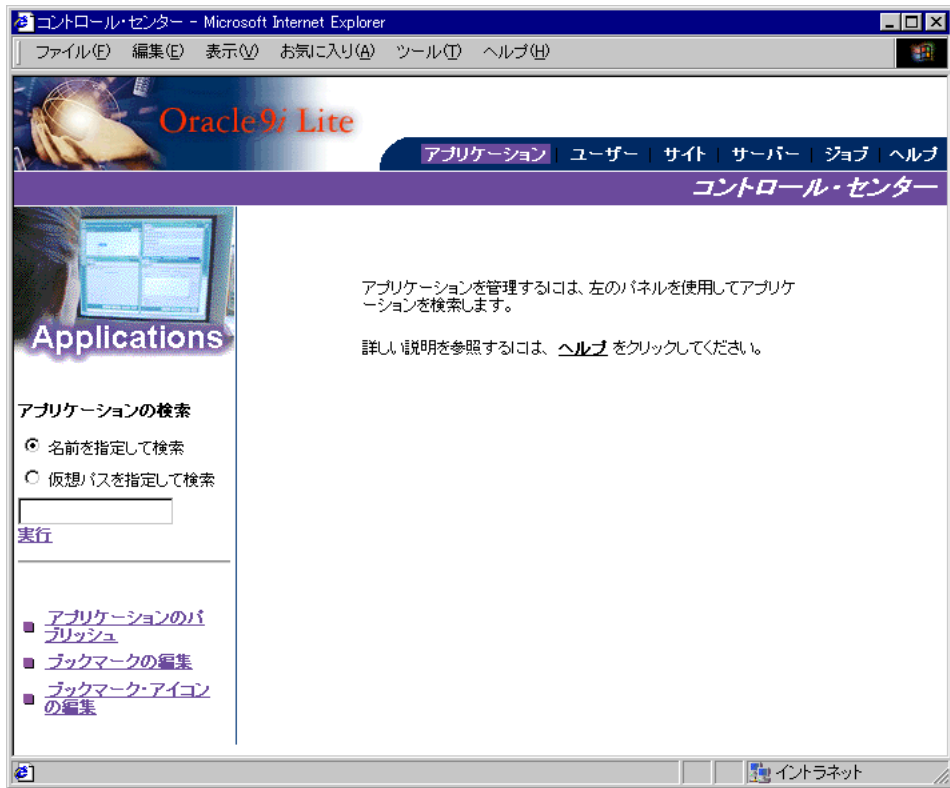 コントロール・センター - Microsoft Internet Explorer
ファイル(F) 編集(E) 表示(V) お気に入り(A) ツール(T) ヘルプ(H)
Oracle9i Lite
アプリケーション ユーザー サイト サーバー ジョブ ヘルプ
コントロール・センター
Applications
アプリケーションを管理するには、左のパネルを使用してアプリケ
ーションを検索します。
詳しい説明を参照するには、 ヘルプ をクリックしてください。
アプリケーションの検索
名前を指定して検索
仮想パスを指定して検索
実行
アプリケーションのパ
ブリッシュ
ブックマークの編集
ブックマーク・アイコン
の編集
イントラネット